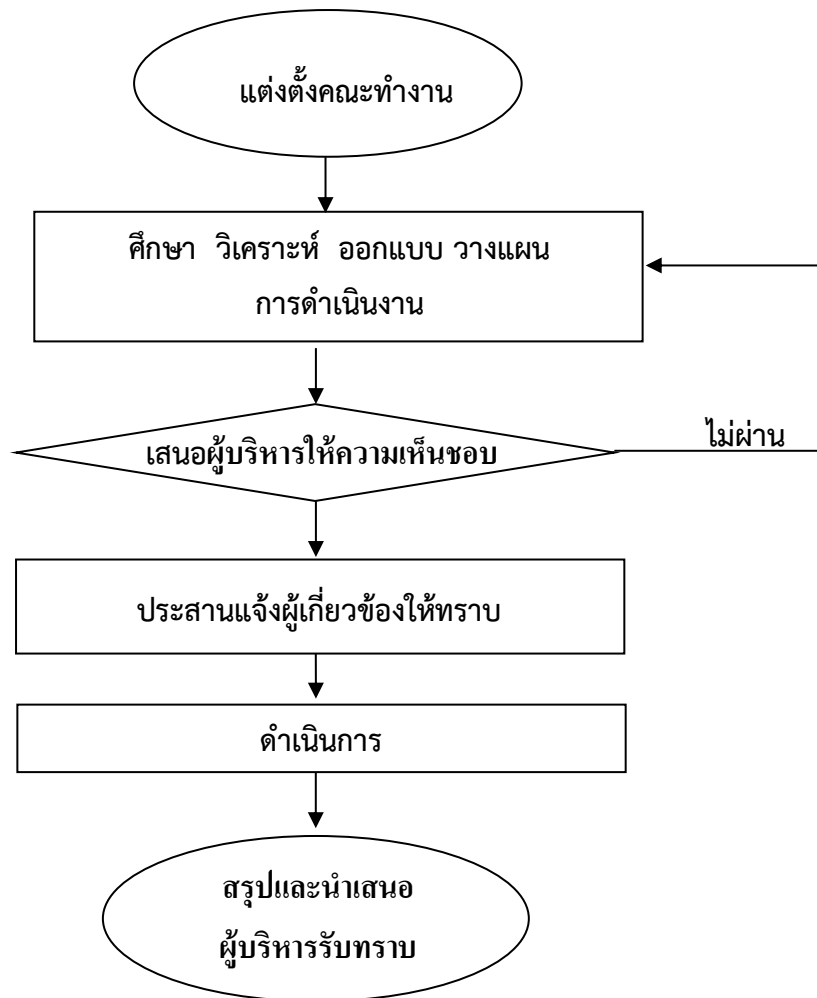 แต่งตั้งคณะทำงาน
ศึกษา วิเคราะห์ ออกแบบ วางแผน
การดำเนินงาน
เสนอผู้บริหารให้ความเห็นชอบ
ไม่ผ่าน
ประสานแจ้งผู้เกี่ยวข้องให้ทราบ
ดำเนินการ
สรุปและนำเสนอ
ผู้บริหารรับทราบ